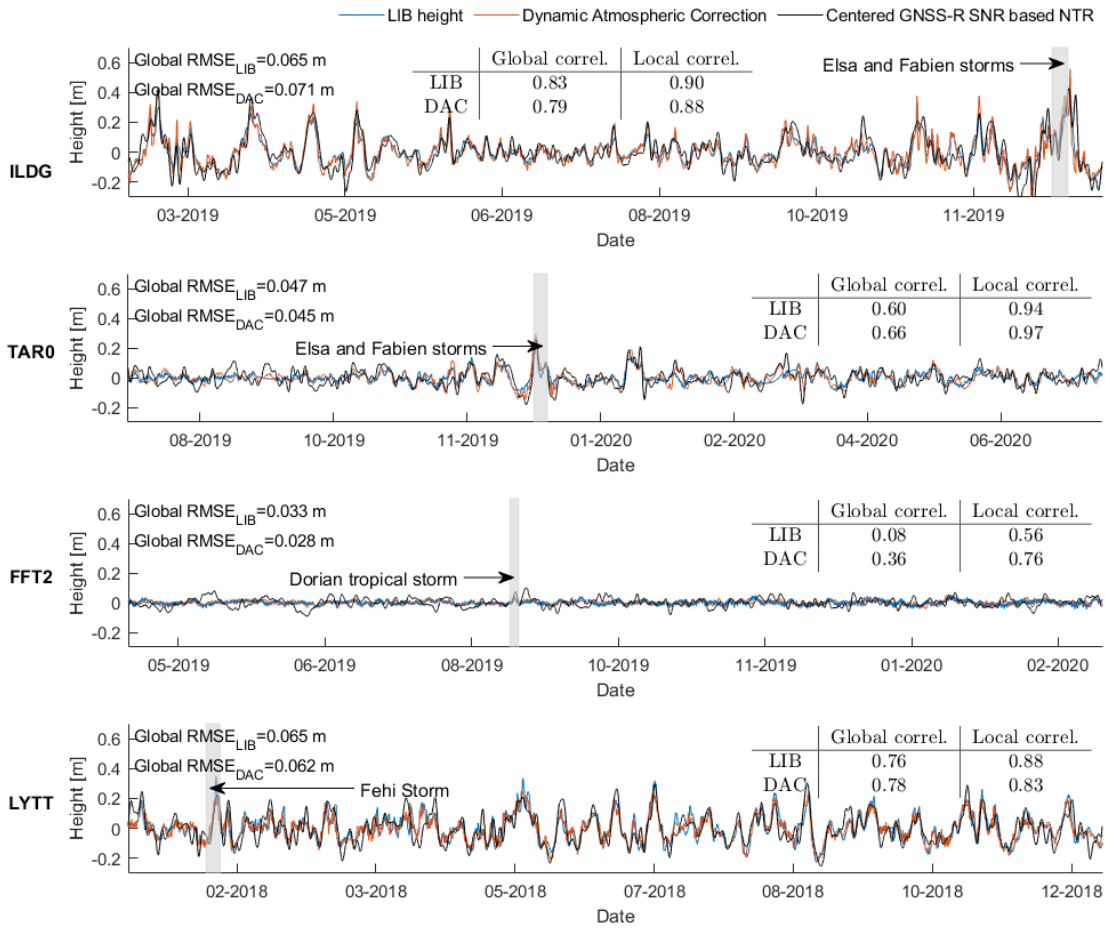 LIB height Dynamic Atmospheric Correction Centered GNSS-R SNR based NTR
ILDG
Height [m]
0.6
0.4
0.2
0
-0.2
Global RMSE_LIB=0.065 m
Global RMSE_DAC=0.071 m
Global correl. Local correl.
LIB 0.83 0.90
DAC 0.79 0.88
Elsa and Fabien storms
03-2019 05-2019 06-2019 08-2019 10-2019 11-2019
Date
TAR0
Height [m]
0.6
0.4
0.2
0
-0.2
Global RMSE_LIB=0.047 m
Global RMSE_DAC=0.045 m
Elsa and Fabien storms
Global correl. Local correl.
LIB 0.60 0.94
DAC 0.66 0.97
08-2019 10-2019 11-2019 01-2020 02-2020 04-2020 06-2020
Date
FFT2
Height [m]
0.6
0.4
0.2
0
-0.2
Global RMSE_LIB=0.033 m
Global RMSE_DAC=0.028 m
Dorian tropical storm
Global correl. Local correl.
LIB 0.08 0.56
DAC 0.36 0.76
05-2019 06-2019 08-2019 10-2019 11-2019 01-2020 02-2020
Date
LYTT
Height [m]
0.6
0.4
0.2
0
-0.2
Global RMSE_LIB=0.065 m
Global RMSE_DAC=0.062 m
Fehi Storm
Global correl. Local correl.
LIB 0.76 0.88
DAC 0.78 0.83
02-2018 03-2018 05-2018 07-2018 08-2018 10-2018 12-2018
Date